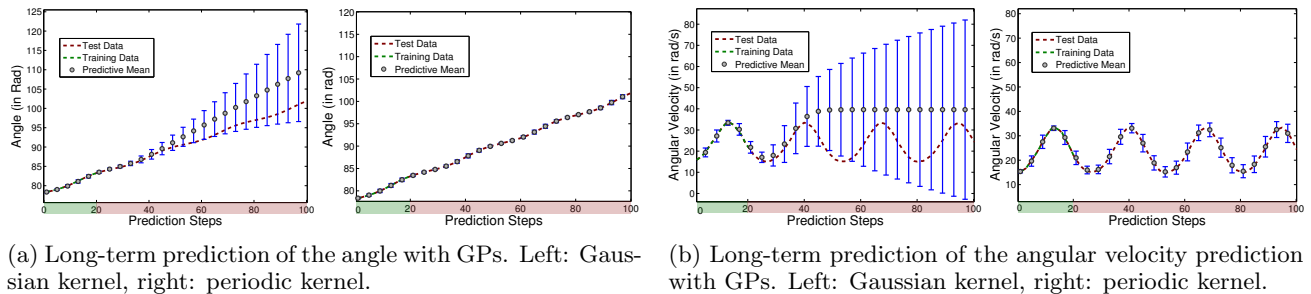 125
120
115
110
105
100
95
90
85
80
Angle (in Rad)
Test Data
Training Data
Predictive Mean
0 20 40 60 80 100
Prediction Steps
120
115
110
105
100
95
90
85
80
Angle (in rad)
Test Data
Training Data
Predictive Mean
0 20 40 60 80 100
Prediction Steps
80
70
60
50
40
30
20
10
0
Angular Velocity (in rad/s)
Test Data
Training Data
Predictive Mean
0 20 40 60 80 100
Prediction Steps
80
70
60
50
40
30
20
10
0
Angular Velocity (in rad/s)
Test Data
Training Data
Predictive Mean
0 20 40 60 80 100
Prediction Steps
(a) Long-term prediction of the angle with GPs. Left: Gaus-
sian kernel, right: periodic kernel.
(b) Long-term prediction of the angular velocity prediction
with GPs. Left: Gaussian kernel, right: periodic kernel.